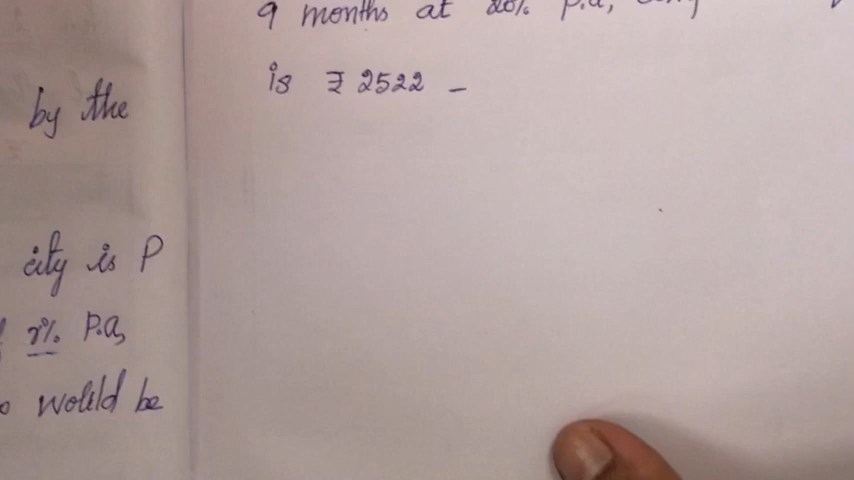 9 months at 20% p.a,
is ₹ 2522 -
by the
city is P
r% P.a,
would be